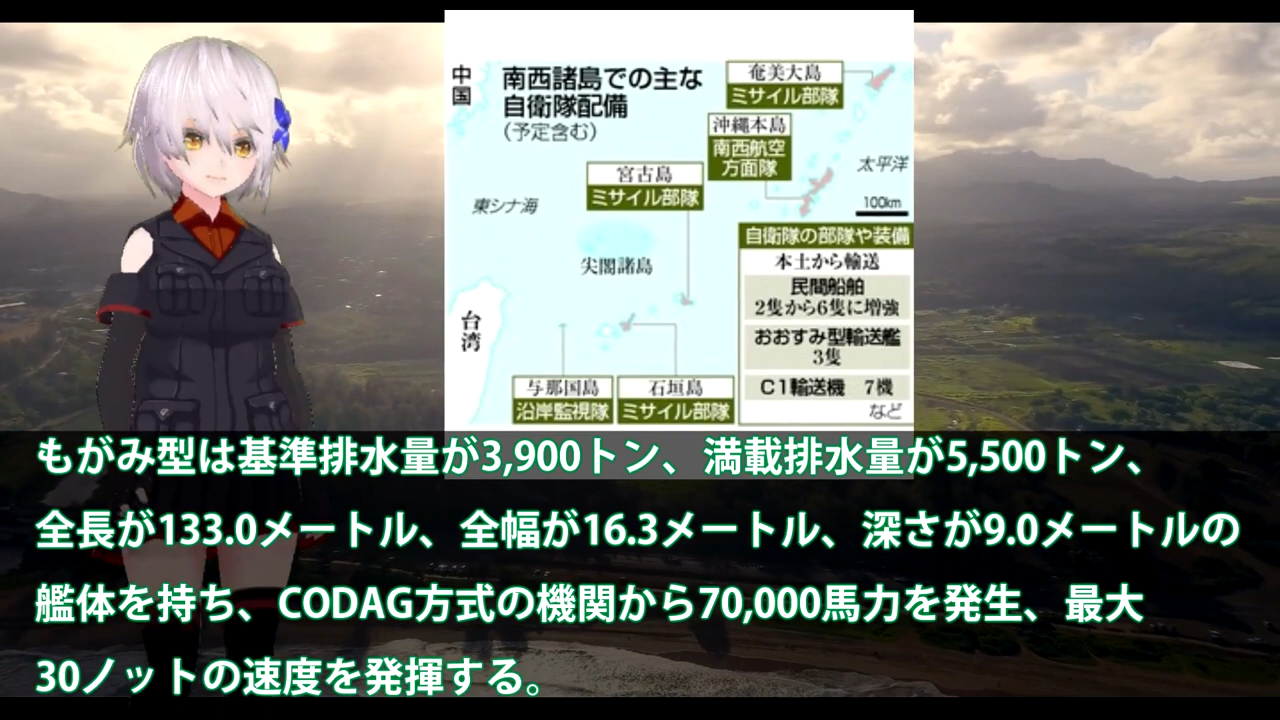 中国
南西諸島での主な
自衛隊配備
(予定含む)
奄美大島
ミサイル部隊
沖縄本島
南西航空
方面隊
太平洋
宮古島
ミサイル部隊
東シナ海
100km
尖閣諸島
台湾
自衛隊の部隊や装備
本土から輸送
民間船舶
2隻から6隻に増強
おおすみ型輸送艦
3隻
C1輸送機 7機
など
与那国島
沿岸監視隊
石垣島
ミサイル部隊
もがみ型は基準排水量が3,900トン、満載排水量が5,500トン、
全長が133.0メートル、全幅が16.3メートル、深さが9.0メートルの
艦体を持ち、CODAG方式の機関から70,000馬力を発生、最大
30ノットの速度を発揮する。